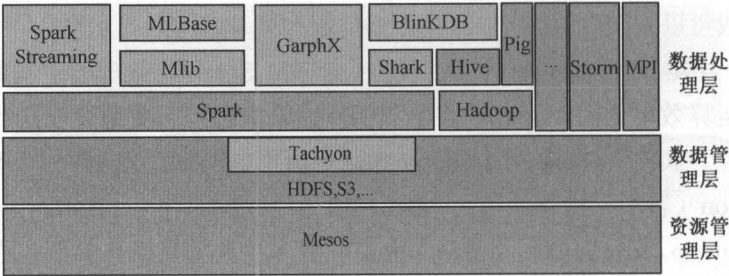 Spark
Streaming
MLBase
Mlib
GarphX
BlinKDB
Shark
Hive
Pig
...
Storm
MPI
数据处
理层
Spark
Hadoop
Tachyon
HDFS,S3,...
数据管
理层
Mesos
资源管
理层